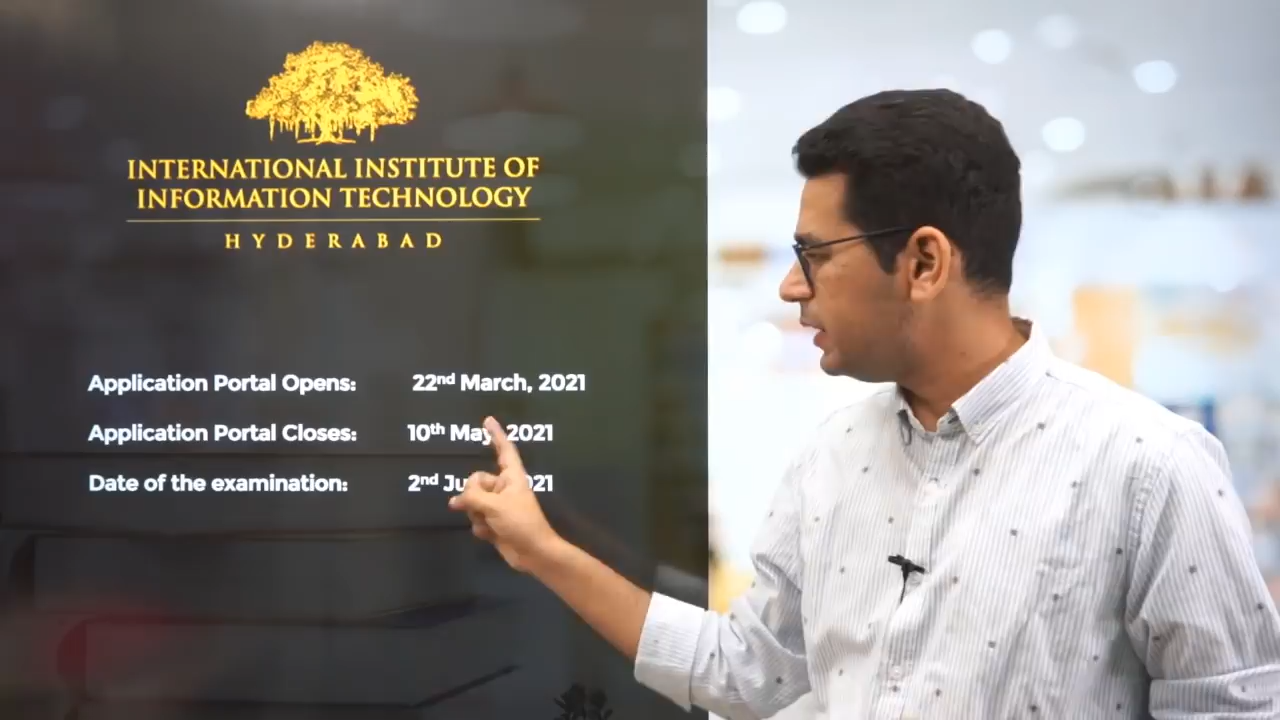 INTERNATIONAL INSTITUTE OF
INFORMATION TECHNOLOGY
HYDERABAD
Application Portal Opens: 22nd March, 2021
Application Portal Closes: 10th May, 2021
Date of the examination: 2nd